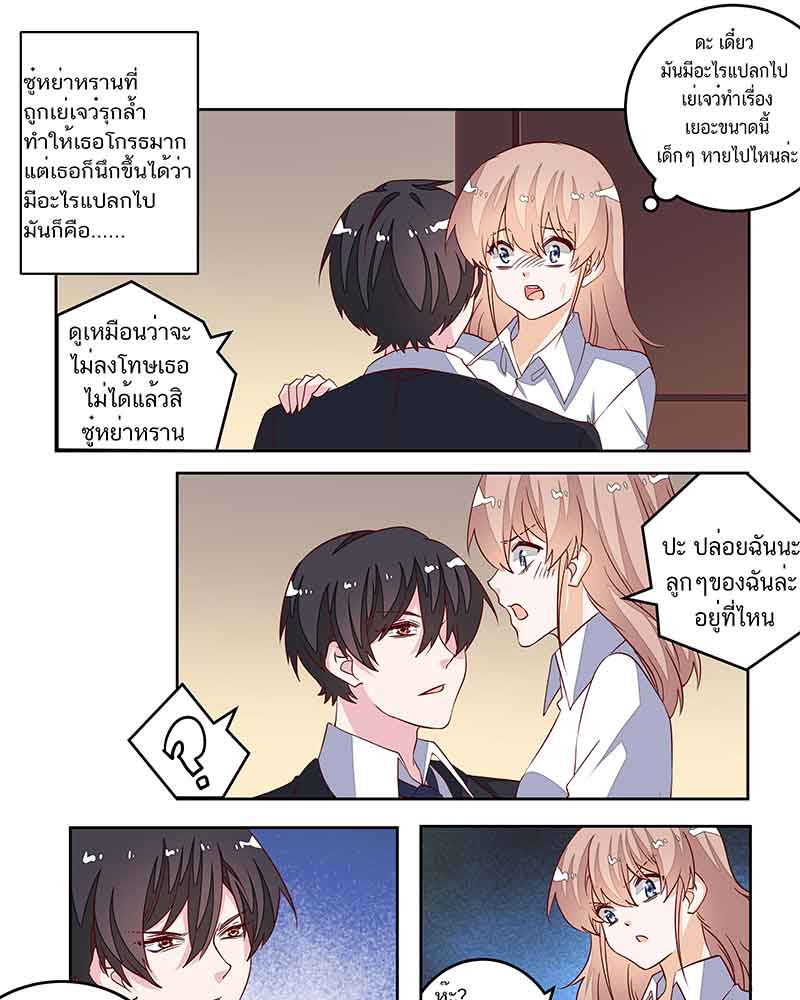 ซู๋หย่าหรานที่
ถูกเย่เจว๋รุกล้ำ
ทำให้เธอโกรธมาก
แต่เธอก็นึกขึ้นได้ว่า
มีอะไรแปลกไป
มันก็คือ......
ดะ เดี๋ยว
มันมีอะไรแปลกไป
เย่เจว๋ทำเรื่อง
เยอะขนาดนี้
เด็กๆ หายไปไหนล่ะ
ดูเหมือนว่าจะ
ไม่ลงโทษเธอ
ไม่ได้แล้วสิ
ซู๋หย่าหราน
ปะ ปล่อยฉันนะ
ลูกๆของฉันล่ะ
อยู่ที่ไหน
?
ห๊ะ?